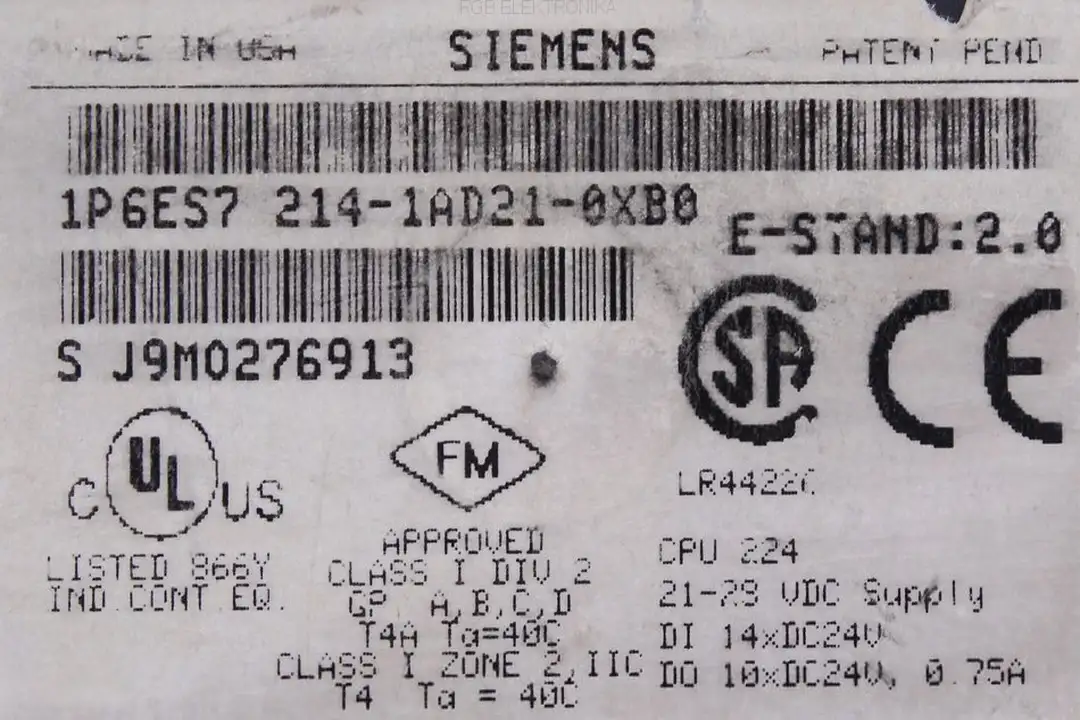 RGB ELEKTRONIKA
MADE IN USA
SIEMENS
PATENT PEND
1P6ES7 214-1AD21-0XB0
E-STAND:2.0
S J9M0276913
SA
CE
C UL US
FM
LISTED 866Y
IND.CONT.EQ.
APPROVED
CLASS I DIV 2
GP A,B,C,D
T4A Ta=40C
CLASS I ZONE 2,IIC
T4 Ta = 40C
CPU 224
21-29 VDC Supply
DI 14xDC24V
DO 10xDC24V, 0.75A